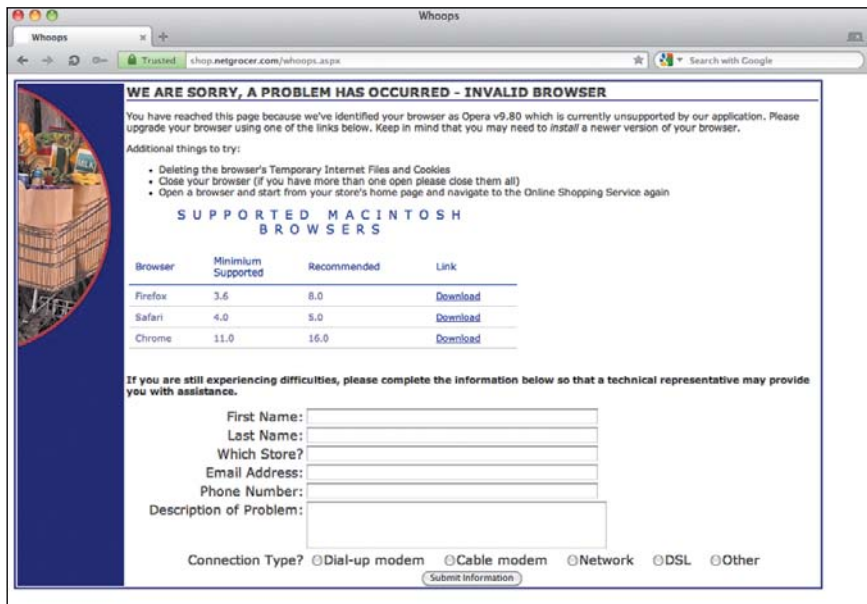 Whoops
Whoops
Trusted shop.netgrocer.com/whoops.aspx Search with Google
WE ARE SORRY, A PROBLEM HAS OCCURRED - INVALID BROWSER
You have reached this page because we've identified your browser as Opera v9.80 which is currently unsupported by our application. Please
upgrade your browser using one of the links below. Keep in mind that you may need to install a newer version of your browser.
Additional things to try:
• Deleting the browser's Temporary Internet Files and Cookies
• Close your browser (if you have more than one open please close them all)
• Open a browser and start from your store's home page and navigate to the Online Shopping Service again
SUPPORTED MACINTOSH
BROWSERS
Browser Minimum Supported Recommended Link
Firefox 3.6 8.0 Download
Safari 4.0 5.0 Download
Chrome 11.0 16.0 Download
If you are still experiencing difficulties, please complete the information below so that a technical representative may provide
you with assistance.
First Name:
Last Name:
Which Store?
Email Address:
Phone Number:
Description of Problem:
Connection Type? Dial-up modem Cable modem Network DSL Other
Submit Information